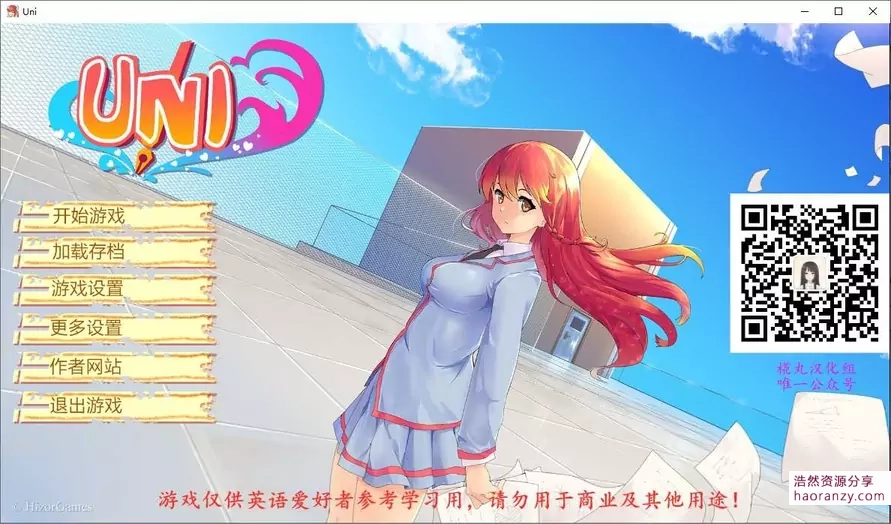 Uni
UNI
开始游戏
加载存档
游戏设置
更多设置
作者网站
退出游戏
桄丸汉化组
唯一公众号
© HizorGames
游戏仅供英语爱好者参考学习用，请勿用于商业及其他用途！
浩然资源分享
haoranzy.com